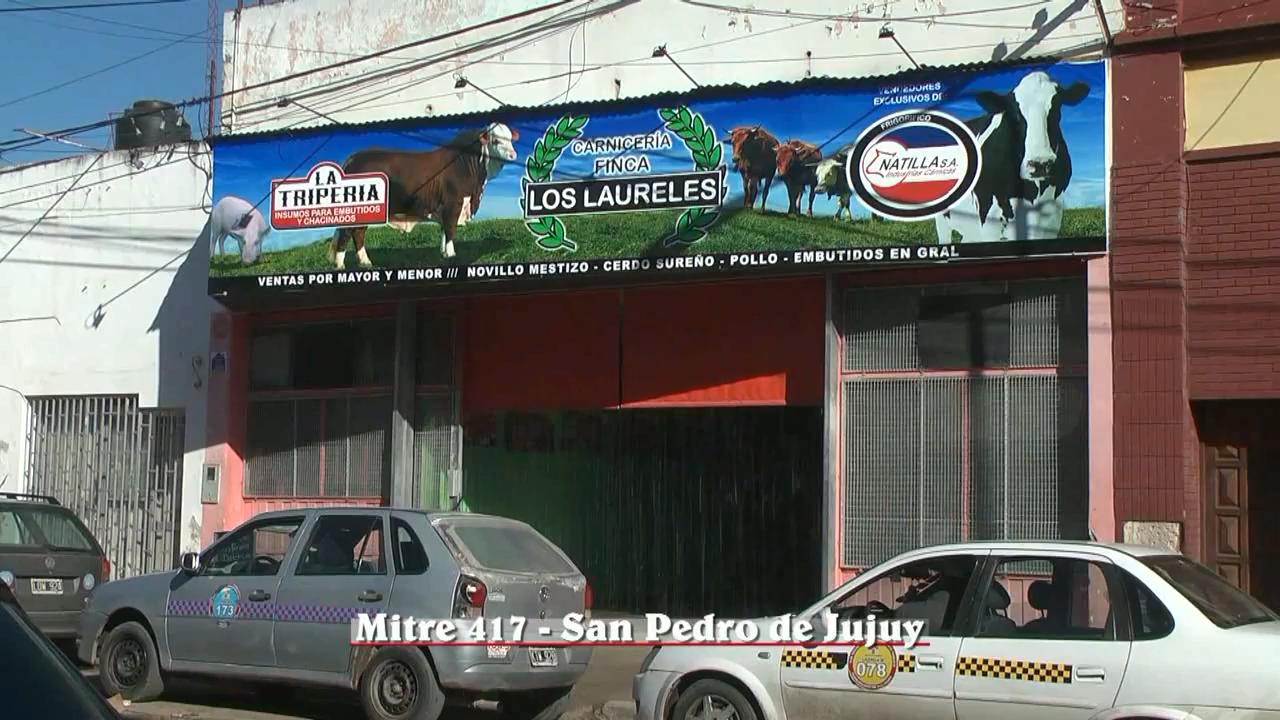 VENDEDORES
EXCLUSIVOS DE
FRIGORIFICO
NATILLA S.A.
Industrias Cárnicas
CARNICERÍA
FINCA
LOS LAURELES
LA
TRIPERIA
INSUMOS PARA EMBUTIDOS
Y CHACINADOS
VENTAS POR MAYOR Y MENOR /// NOVILLO MESTIZO - CERDO SUREÑO - POLLO - EMBUTIDOS EN GRAL
173
078
Mitre 417 - San Pedro de Jujuy